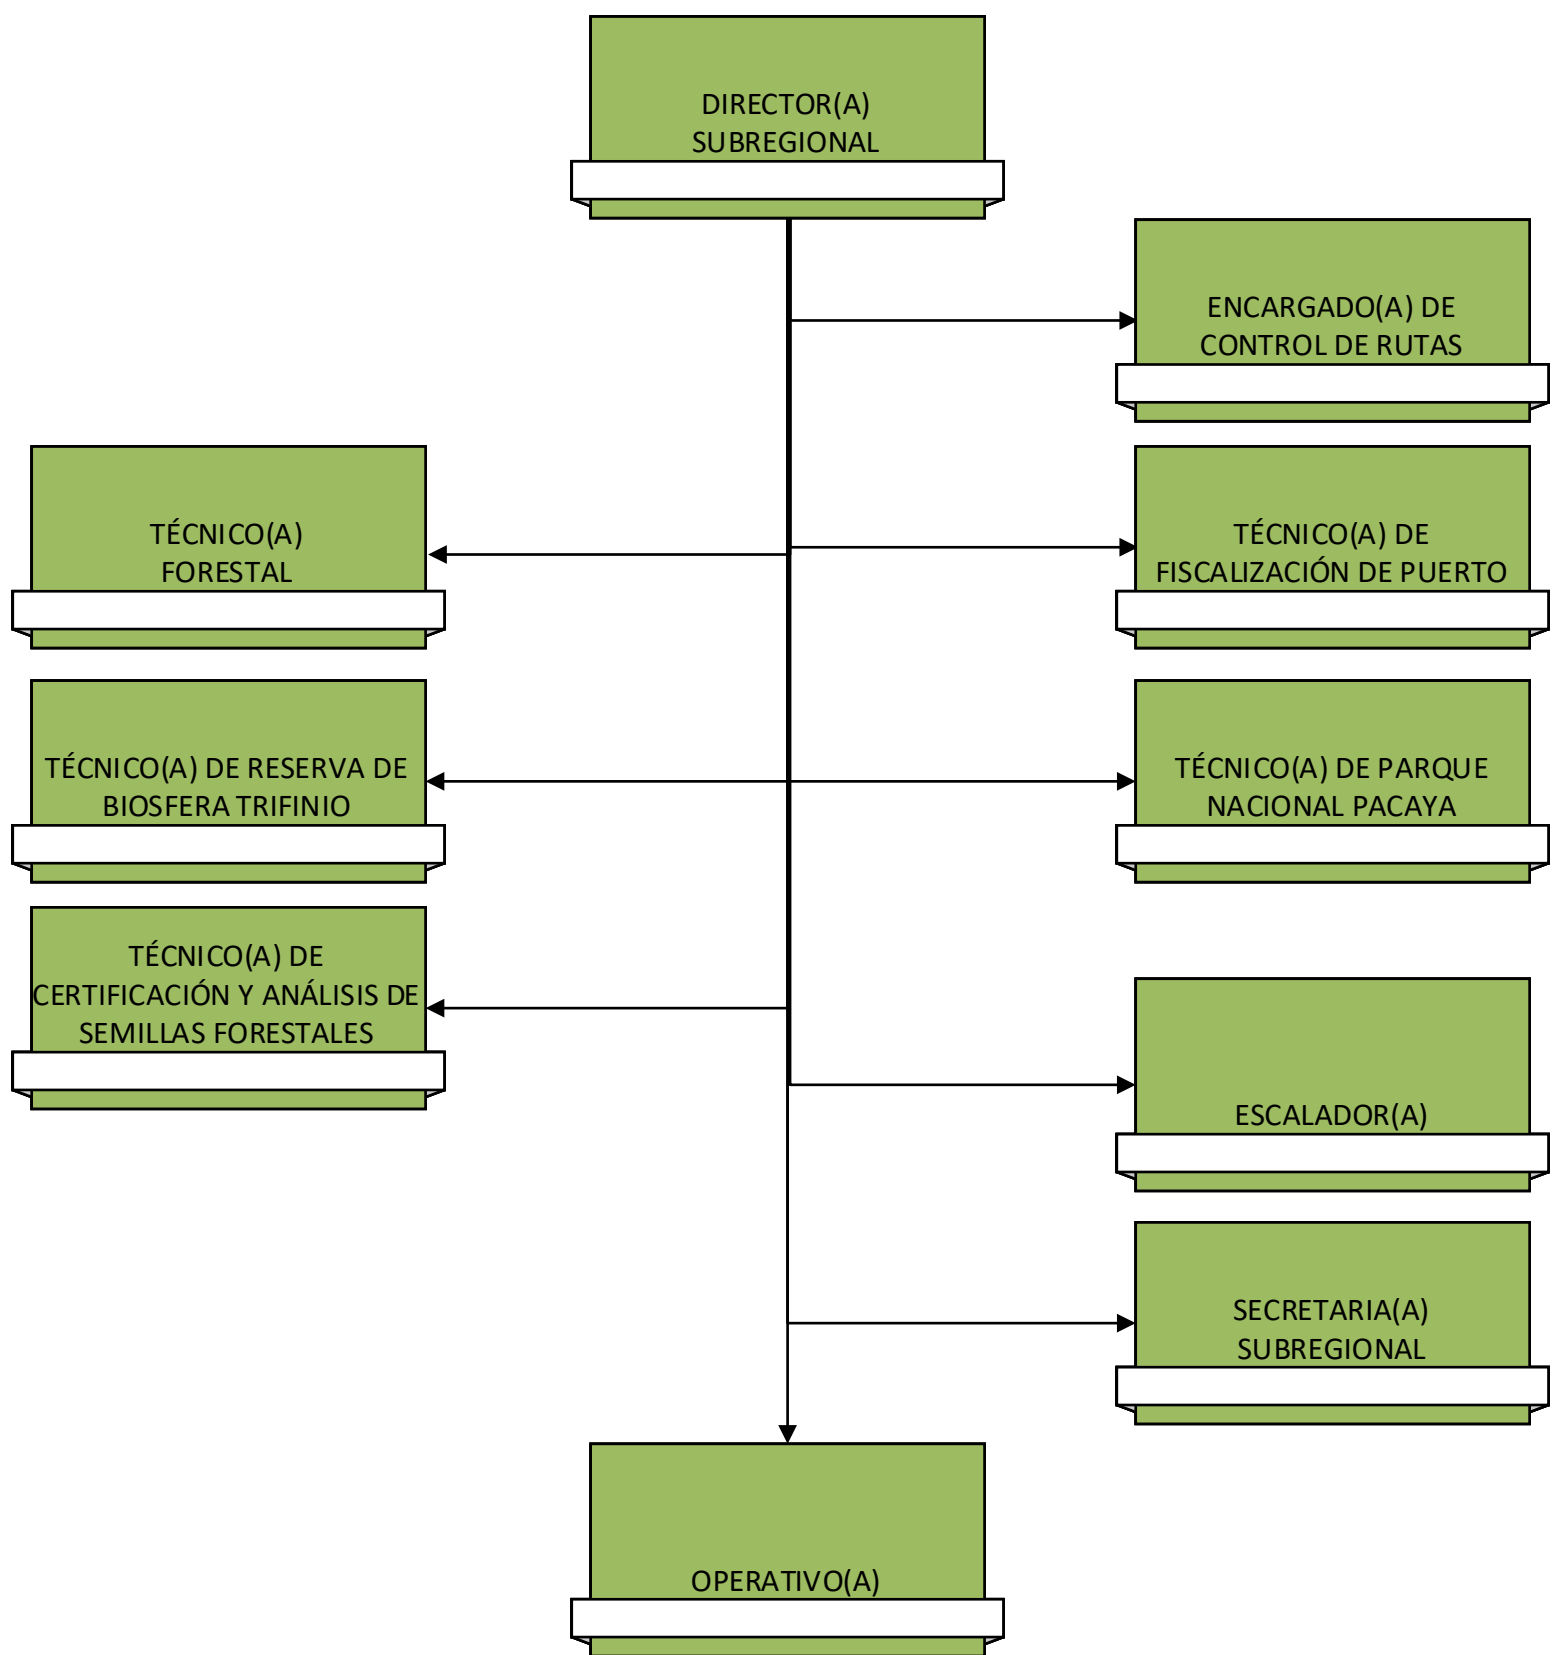 DIRECTOR(A)
SUBREGIONAL
ENCARGADO(A) DE
CONTROL DE RUTAS
TÉCNICO(A)
FORESTAL
TÉCNICO(A) DE
FISCALIZACIÓN DE PUERTO
TÉCNICO(A) DE RESERVA DE
BIOSFERA TRIFINIO
TÉCNICO(A) DE PARQUE
NACIONAL PACAYA
TÉCNICO(A) DE
CERTIFICACIÓN Y ANÁLISIS DE
SEMILLAS FORESTALES
ESCALADOR(A)
SECRETARIA(A)
SUBREGIONAL
OPERATIVO(A)